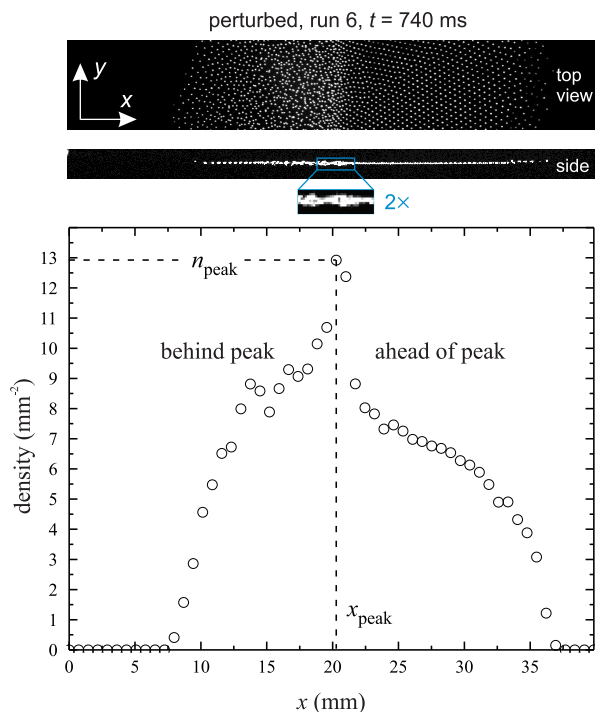 perturbed, run 6, t = 740 ms
y
x
top
view
side
2×
13
12
11
10
9
8
7
6
5
4
3
2
1
0
n_peak
behind peak
ahead of peak
x_peak
density (mm⁻²)
0 5 10 15 20 25 30 35
x (mm)